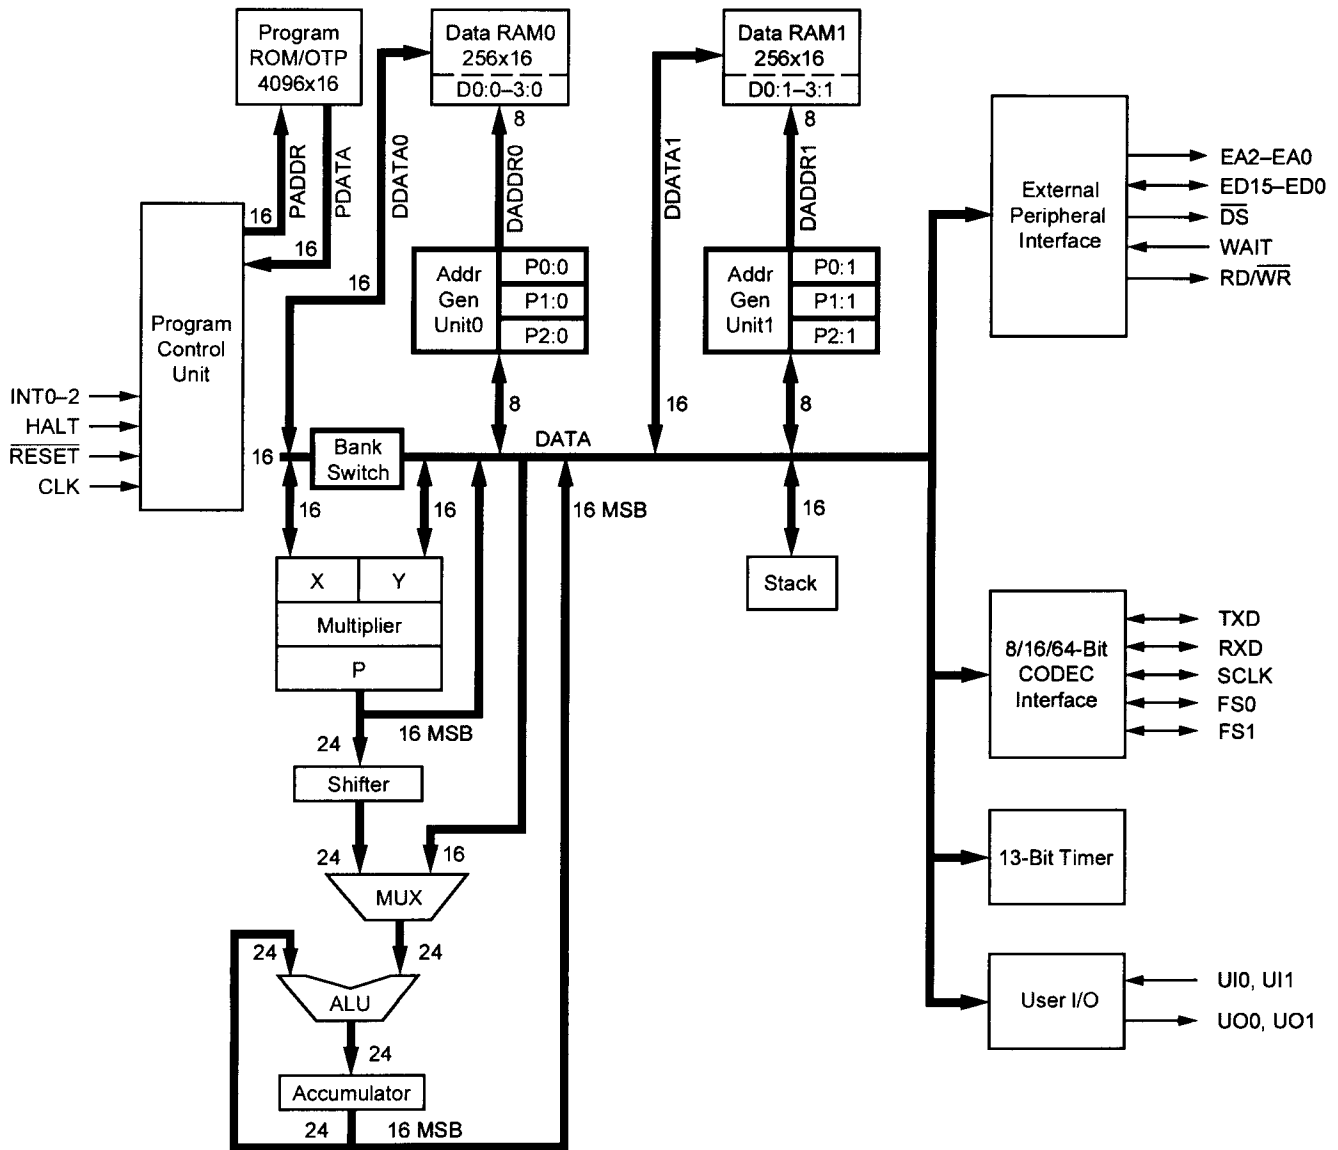 Program
ROM/OTP
4096x16
Data RAM0
256x16
D0:0–3:0
Data RAM1
256x16
D0:1–3:1
8
8
PADDR
PDATA
DDATA0
DADDR0
DDATA1
DADDR1
16
16
16
Program
Control
Unit
INT0–2
HALT
RESET
CLK
Addr
Gen
Unit0
P0:0
P1:0
P2:0
Addr
Gen
Unit1
P0:1
P1:1
P2:1
External
Peripheral
Interface
EA2–EA0
ED15–ED0
DS
WAIT
RD/WR
8
16
8
16
Bank
Switch
DATA
16
16
16 MSB
16
X
Y
Multiplier
P
Stack
16 MSB
24
Shifter
24
16
MUX
24
24
ALU
24
Accumulator
24
16 MSB
8/16/64-Bit
CODEC
Interface
TXD
RXD
SCLK
FS0
FS1
13-Bit Timer
User I/O
UI0, UI1
UO0, UO1